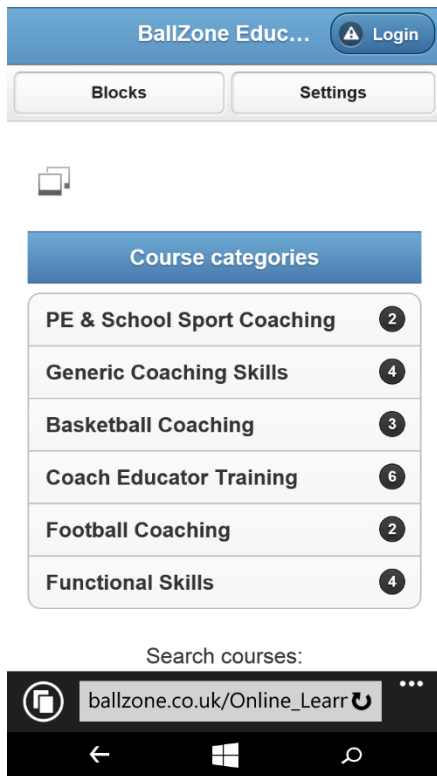 BallZone Educ...
Login
Blocks
Settings
Course categories
PE & School Sport Coaching 2
Generic Coaching Skills 4
Basketball Coaching 3
Coach Educator Training 6
Football Coaching 2
Functional Skills 4
Search courses:
ballzone.co.uk/Online_Learr